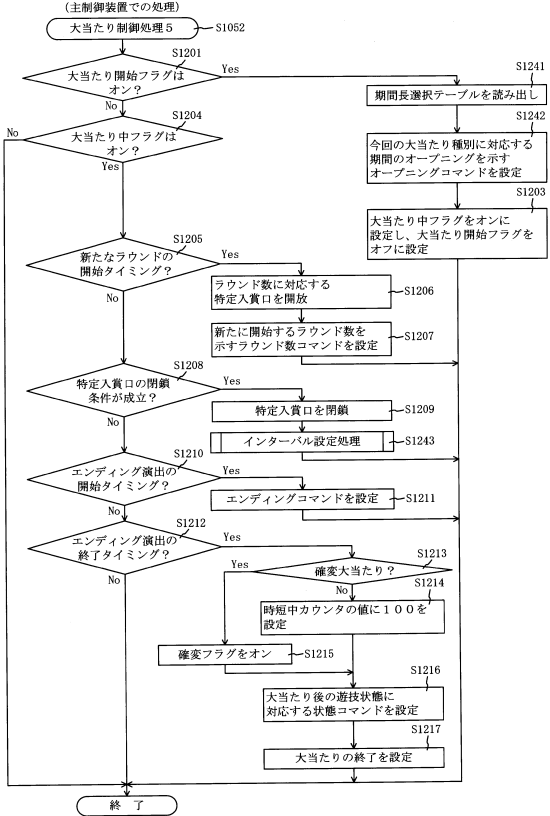 (主制御装置での処理)
大当たり制御処理5
S1052
S1201
大当たり開始フラグは
オン?
Yes
No
S1241
期間長選択テーブルを読み出し
S1242
今回の大当たり種別に対応する
期間のオープニングを示す
オープニングコマンドを設定
S1203
大当たり中フラグをオンに
設定し、大当たり開始フラグを
オフに設定
S1204
大当たり中フラグは
オン?
No
Yes
S1205
新たなラウンドの
開始タイミング?
Yes
No
ラウンド数に対応する
特定入賞口を開放
S1206
新たに開始するラウンド数を
示すラウンド数コマンドを設定
S1207
S1208
特定入賞口の閉鎖
条件が成立?
Yes
No
特定入賞口を閉鎖
S1209
インターバル設定処理
S1243
S1210
エンディング演出の
開始タイミング?
Yes
No
エンディングコマンドを設定
S1211
S1212
エンディング演出の
終了タイミング?
Yes
No
S1213
確変大当たり?
Yes
No
S1214
時短中カウンタの値に100を
設定
確変フラグをオン
S1215
S1216
大当たり後の遊技状態に
対応する状態コマンドを設定
S1217
大当たりの終了を設定
終 了